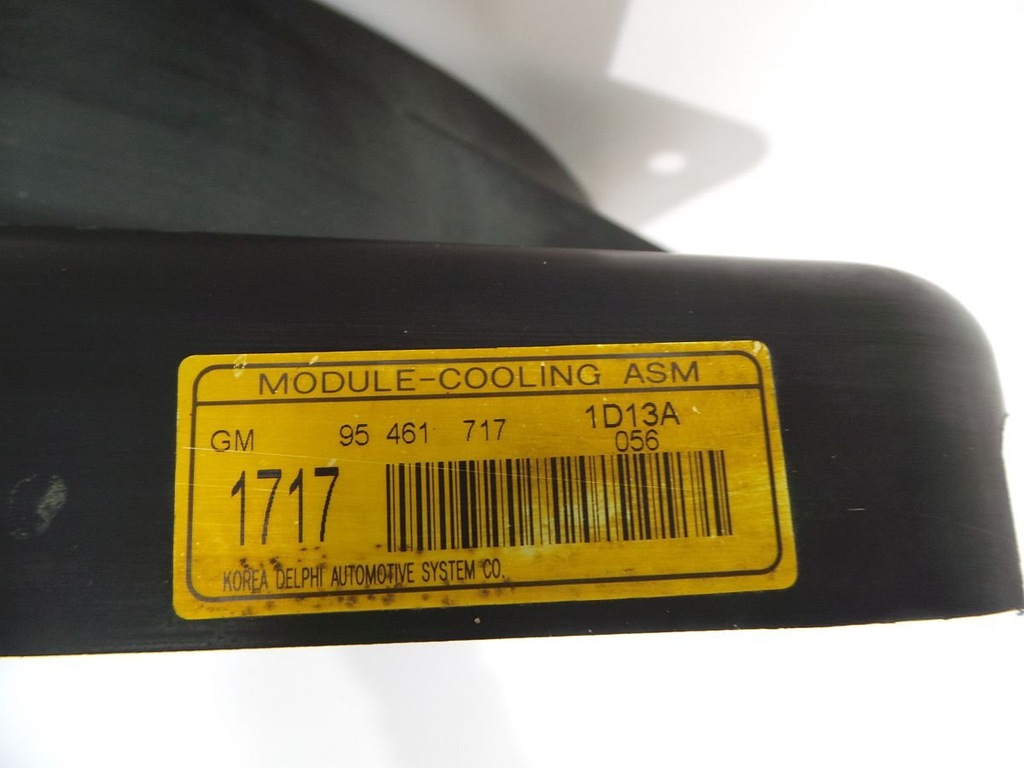 MODULE-COOLING ASM
GM 95 461 717 1D13A
056
1717
KOREA DELPHI AUTOMOTIVE SYSTEM CO.